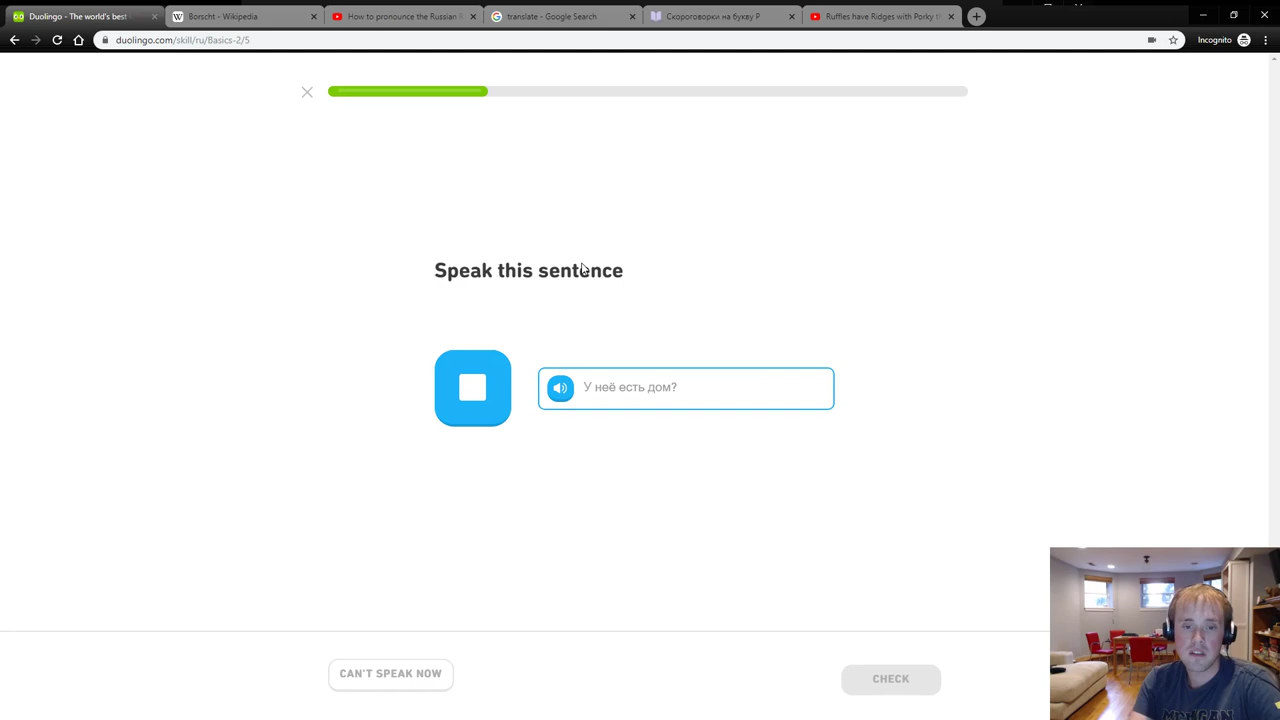 Duolingo - The world's best
Borscht - Wikipedia
How to pronounce the Russian
translate - Google Search
Скороговорки на букву Р
Ruffles have Ridges with Porky
duolingo.com/skill/ru/Basics-2/5
Incognito
Speak this sentence
У неё есть дом?
CAN'T SPEAK NOW
CHECK